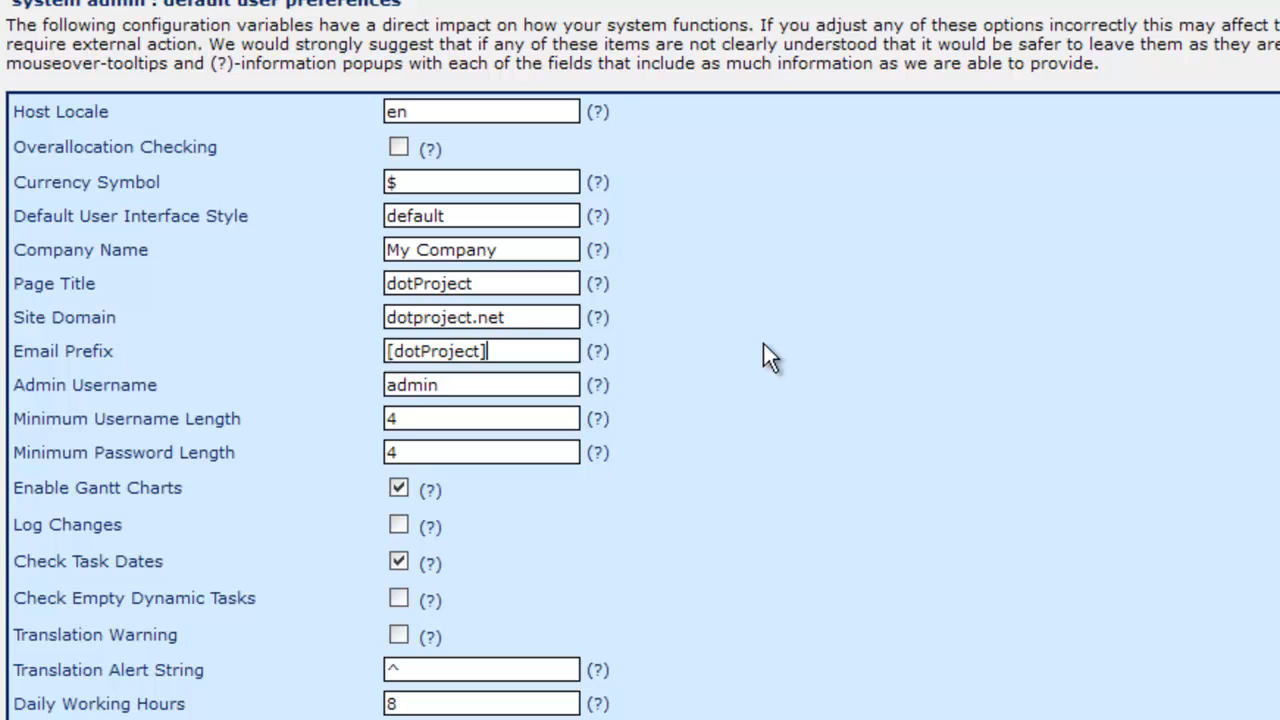 system admin : default user preferences
The following configuration variables have a direct impact on how your system functions. If you adjust any of these options incorrectly this may affect
require external action. We would strongly suggest that if any of these items are not clearly understood that it would be safer to leave them as they are
mouseover-tooltips and (?)-information popups with each of the fields that include as much information as we are able to provide.
Host Locale en (?)
Overallocation Checking (?)
Currency Symbol $ (?)
Default User Interface Style default (?)
Company Name My Company (?)
Page Title dotProject (?)
Site Domain dotproject.net (?)
Email Prefix [dotProject] (?)
Admin Username admin (?)
Minimum Username Length 4 (?)
Minimum Password Length 4 (?)
Enable Gantt Charts (?)
Log Changes (?)
Check Task Dates (?)
Check Empty Dynamic Tasks (?)
Translation Warning (?)
Translation Alert String ^ (?)
Daily Working Hours 8 (?)